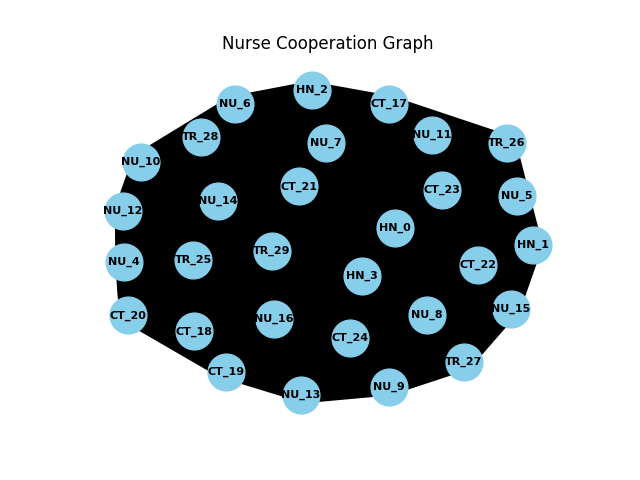 Nurse Cooperation Graph
HN_2
NU_6
CT_17
NU_11
TR_28
NU_7
TR_26
NU_10
CT_21
CT_23
NU_5
NU_14
NU_12
HN_0
HN_1
TR_29
NU_4
TR_25
CT_22
HN_3
NU_15
CT_20
NU_16
NU_8
CT_18
CT_24
TR_27
CT_19
NU_9
NU_13